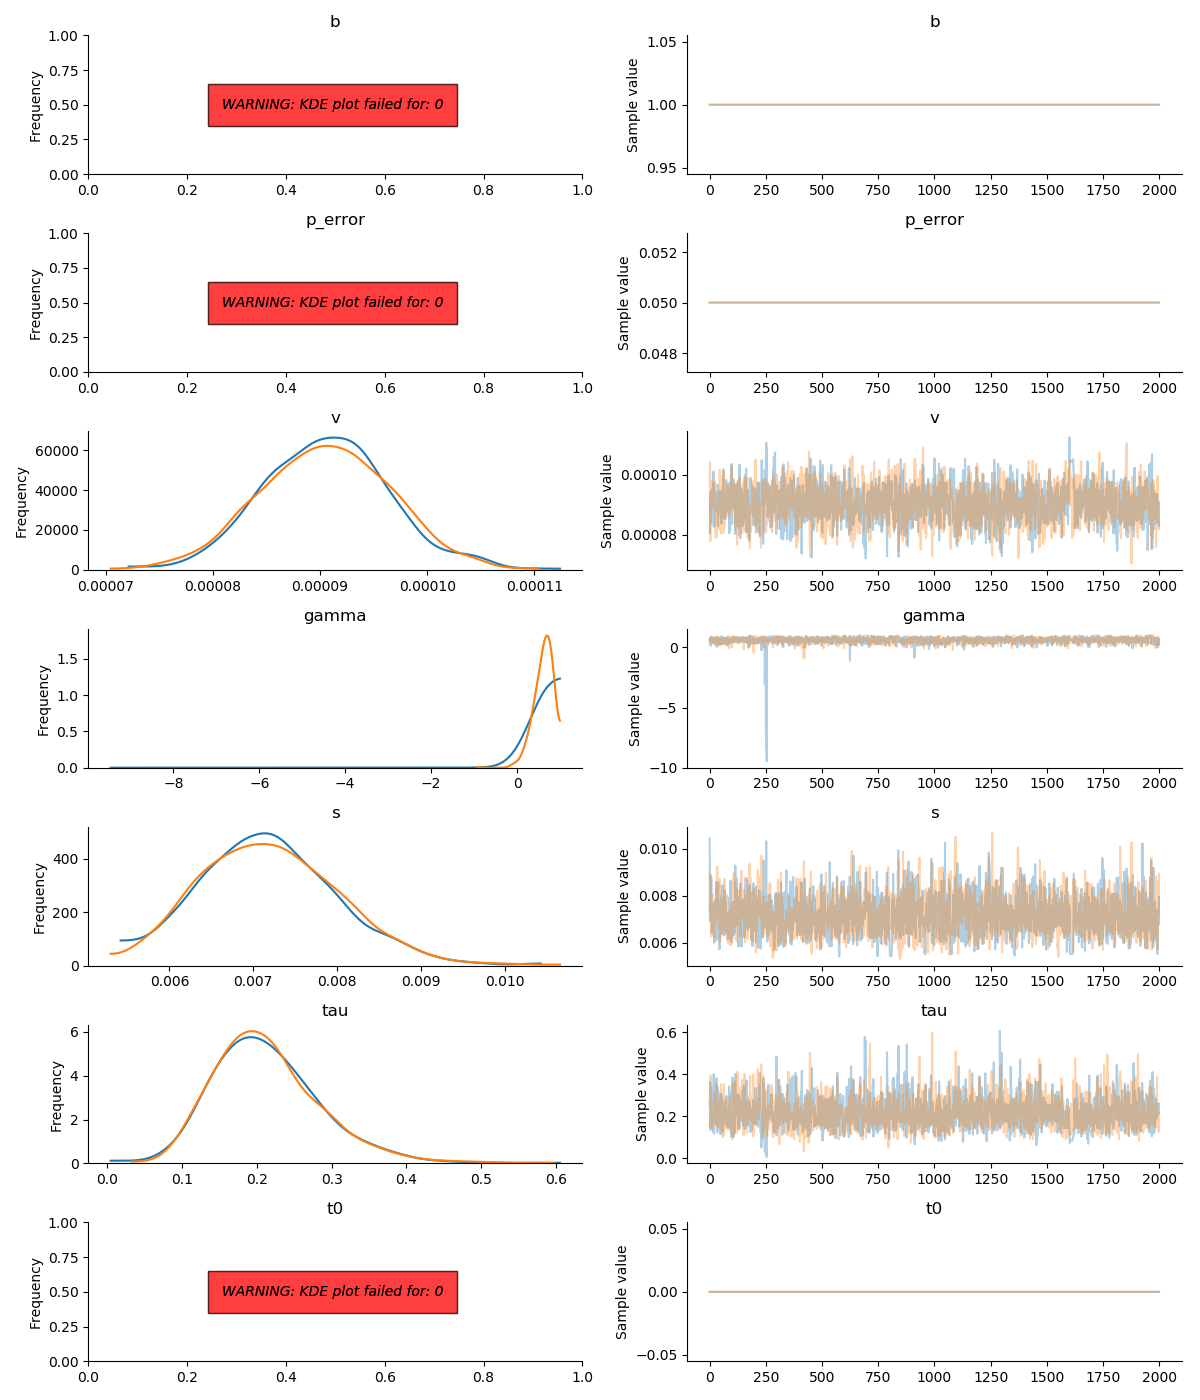 b
Frequency
1.00
0.75
0.50
0.25
0.00
WARNING: KDE plot failed for: 0
0.0 0.2 0.4 0.6 0.8 1.0
b
Sample value
1.05
1.00
0.95
0 250 500 750 1000 1250 1500 1750 2000
p_error
Frequency
1.00
0.75
0.50
0.25
0.00
WARNING: KDE plot failed for: 0
0.0 0.2 0.4 0.6 0.8 1.0
p_error
Sample value
0.052
0.050
0.048
0 250 500 750 1000 1250 1500 1750 2000
v
Frequency
60000
40000
20000
0
0.00007 0.00008 0.00009 0.00010 0.00011
v
Sample value
0.00010
0.00008
0 250 500 750 1000 1250 1500 1750 2000
gamma
Frequency
1.5
1.0
0.5
0.0
−8 −6 −4 −2 0
gamma
Sample value
0
−5
−10
0 250 500 750 1000 1250 1500 1750 2000
s
Frequency
400
200
0
0.006 0.007 0.008 0.009 0.010
s
Sample value
0.010
0.008
0.006
0 250 500 750 1000 1250 1500 1750 2000
tau
Frequency
6
4
2
0
0.0 0.1 0.2 0.3 0.4 0.5 0.6
tau
Sample value
0.6
0.4
0.2
0.0
0 250 500 750 1000 1250 1500 1750 2000
t0
Frequency
1.00
0.75
0.50
0.25
0.00
WARNING: KDE plot failed for: 0
0.0 0.2 0.4 0.6 0.8 1.0
t0
Sample value
0.05
0.00
−0.05
0 250 500 750 1000 1250 1500 1750 2000